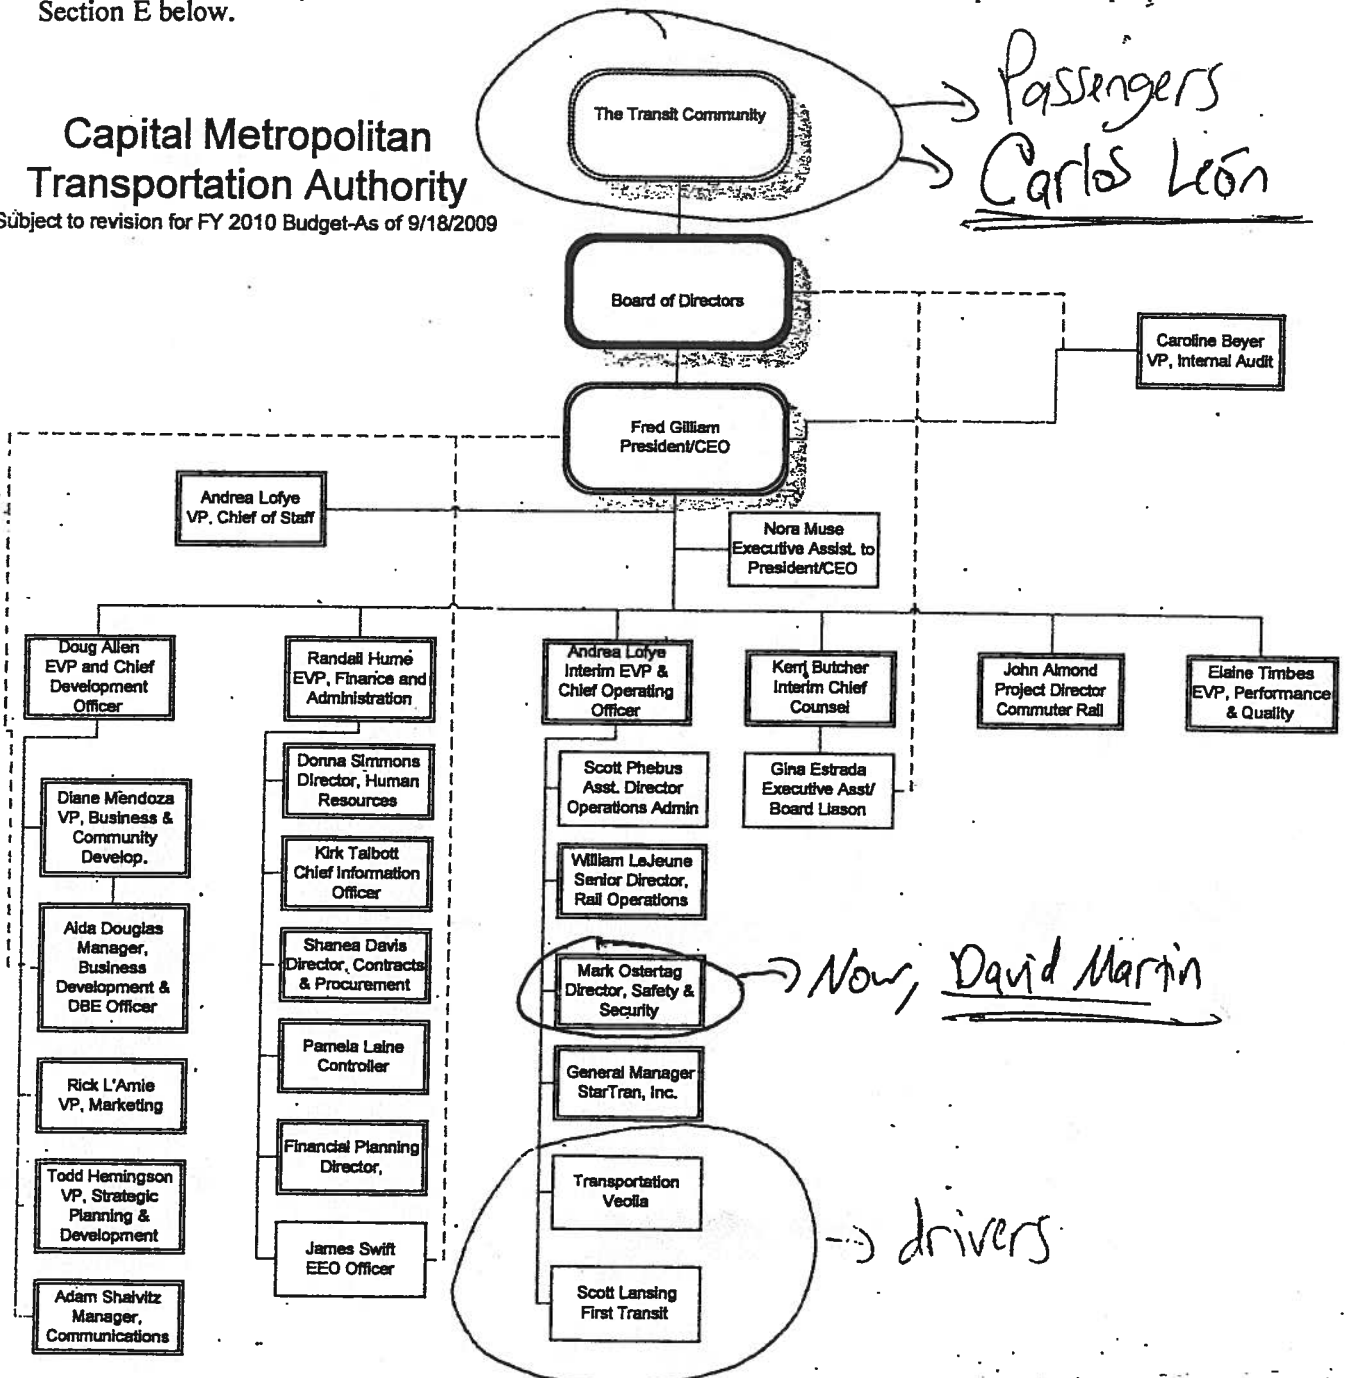 Section E below.
Capital Metropolitan
Transportation Authority
Subject to revision for FY 2010 Budget-As of 9/18/2009
The Transit Community
Passengers
Carlos León
Board of Directors
Caroline Beyer
VP, Internal Audit
Fred Gilliam
President/CEO
Andrea Lofye
VP, Chief of Staff
Nora Muse
Executive Assist. to
President/CEO
Doug Allen
EVP and Chief
Development
Officer
Randall Hume
EVP, Finance and
Administration
Andrea Lofye
Interim EVP &
Chief Operating
Officer
Kerri Butcher
Interim Chief
Counsel
John Almond
Project Director
Commuter Rail
Elaine Timbes
EVP, Performance
& Quality
Diane Mendoza
VP, Business &
Community
Develop.
Aida Douglas
Manager,
Business
Development &
DBE Officer
Rick L'Amie
VP, Marketing
Todd Hemingson
VP, Strategic
Planning &
Development
Adam Shaivitz
Manager,
Communications
Donna Simmons
Director, Human
Resources
Kirk Talbott
Chief Information
Officer
Shanea Davis
Director, Contracts
& Procurement
Pamela Laine
Controller
Financial Planning
Director,
James Swift
EEO Officer
Scott Phebus
Asst. Director
Operations Admin
William LeJeune
Senior Director,
Rail Operations
Mark Ostertag
Director, Safety &
Security
Now, David Martin
General Manager
StarTran, Inc.
Transportation
Veolia
Scott Lansing
First Transit
drivers
Gina Estrada
Executive Asst/
Board Liason